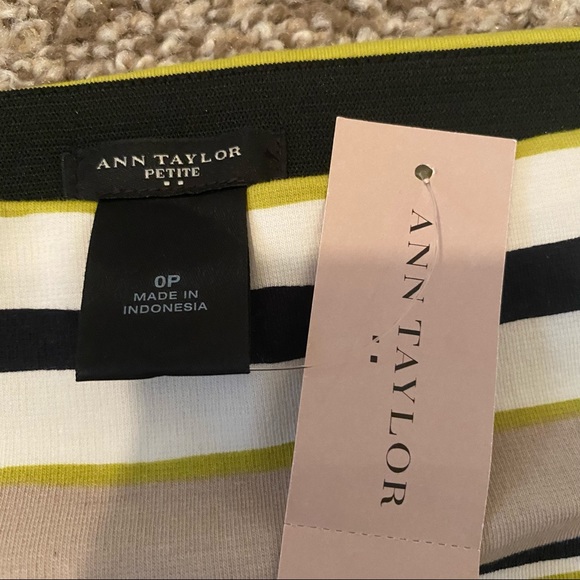 ANN TAYLOR
PETITE
0P
MADE IN
INDONESIA
ANN TAYLOR